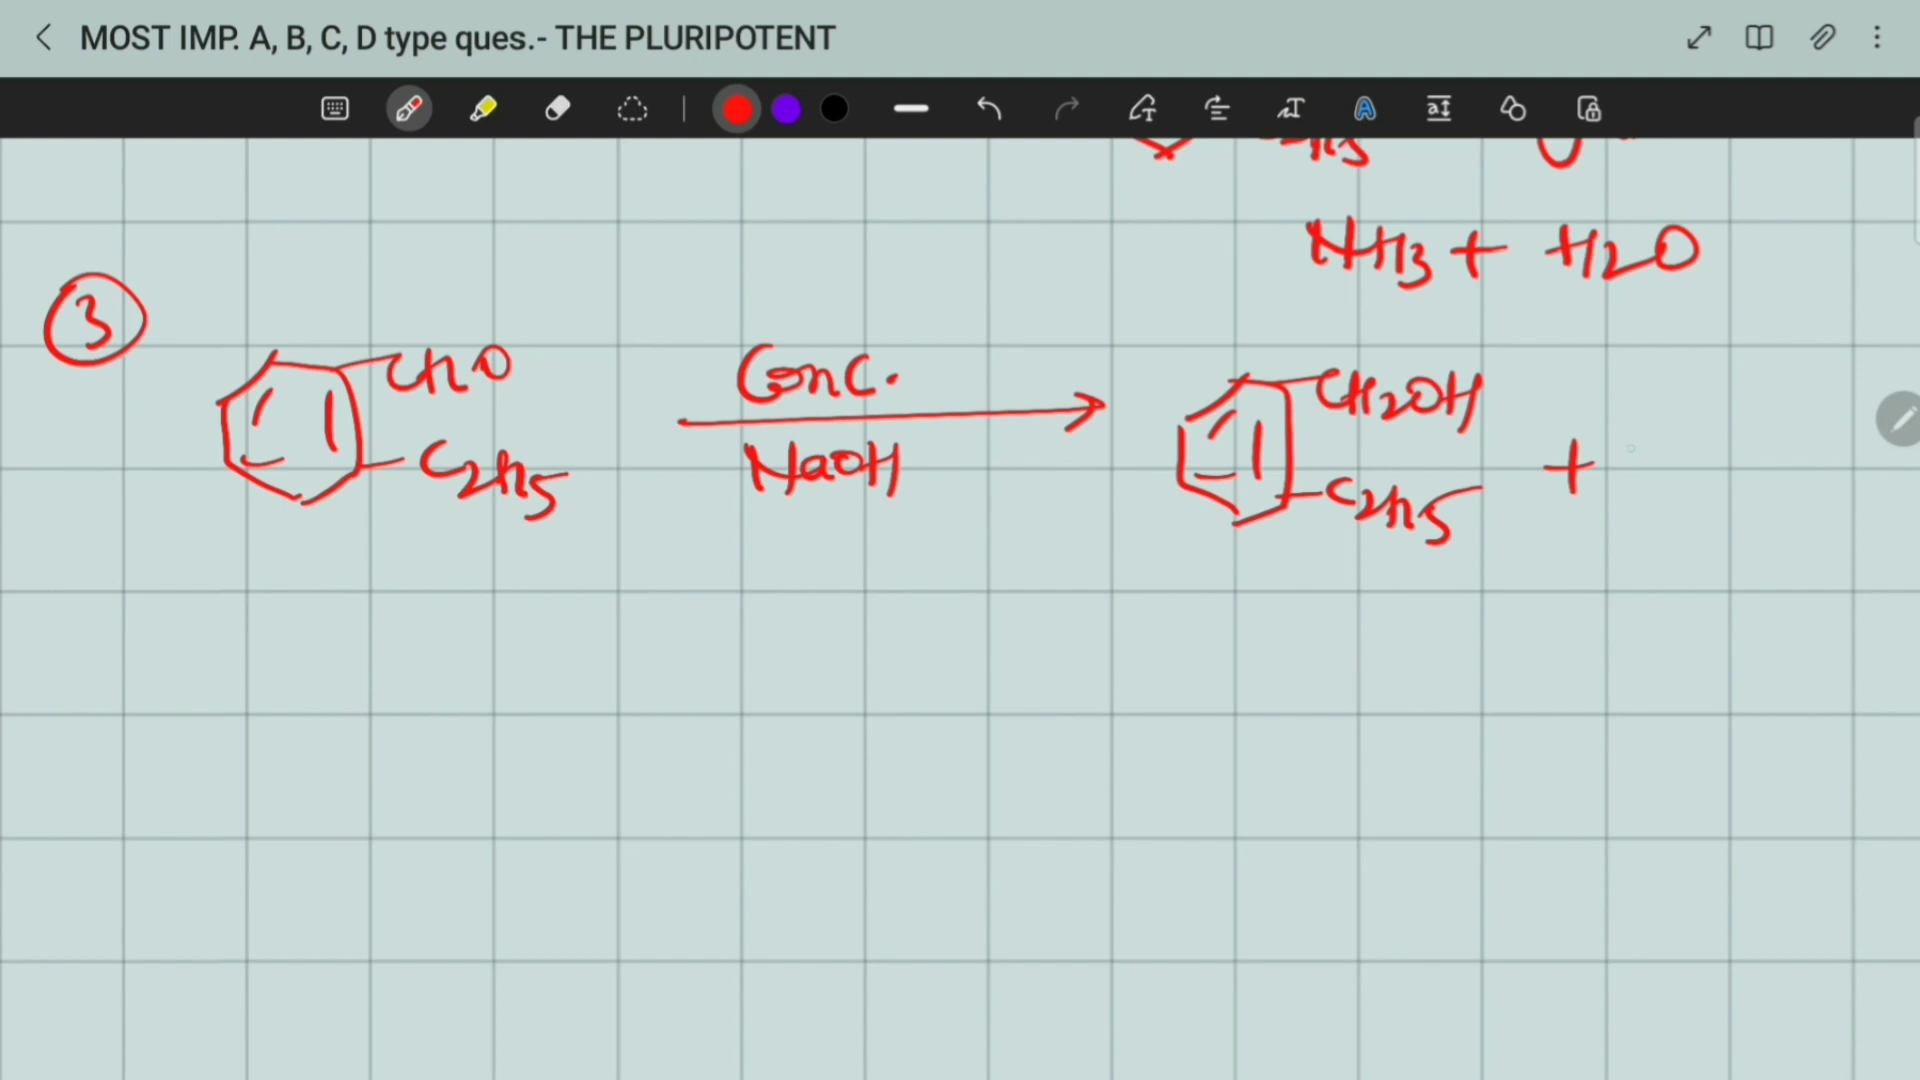 MOST IMP. A, B, C, D type ques.- THE PLURIPOTENT
NH3 + H2O
3
CHO
C2H5
Conc.
NaOH
CH2OH
C2H5
+